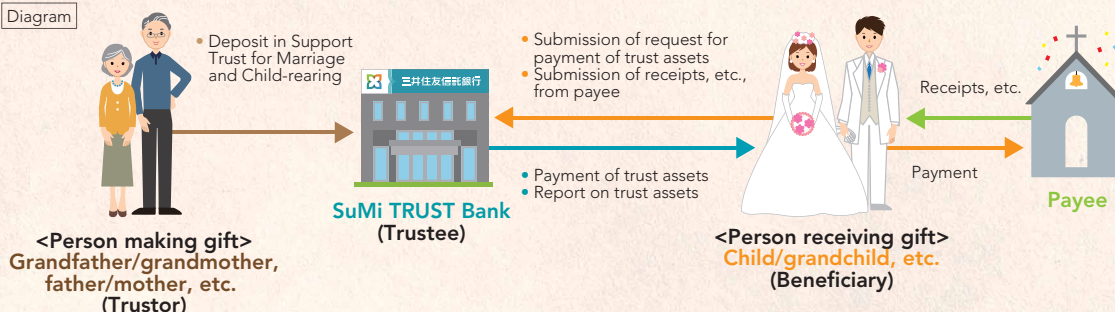 Diagram
• Deposit in Support
Trust for Marriage
and Child-rearing
三井住友信託銀行
• Submission of request for
payment of trust assets
• Submission of receipts, etc.,
from payee
Receipts, etc.
• Payment of trust assets
• Report on trust assets
Payment
Payee
SuMi TRUST Bank
(Trustee)
<Person making gift>
Grandfather/grandmother,
father/mother, etc.
(Trustor)
<Person receiving gift>
Child/grandchild, etc.
(Beneficiary)